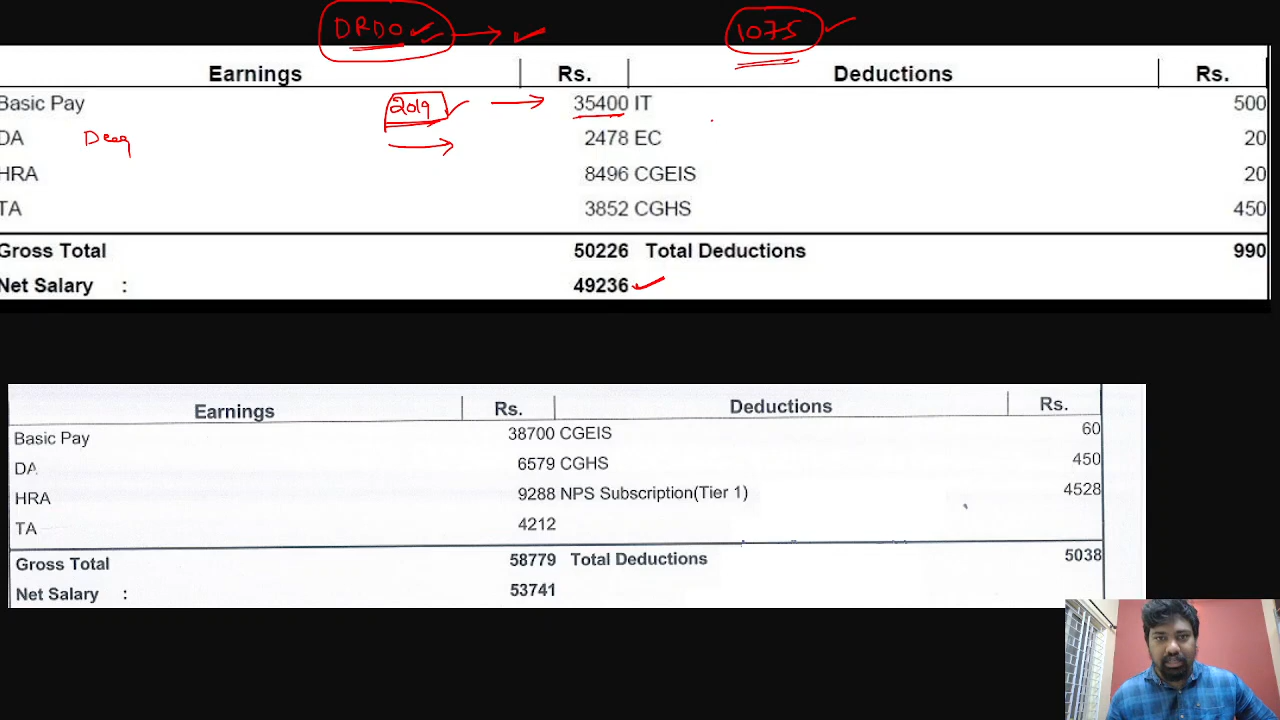 DRDO 1075
Earnings Rs. Deductions Rs.
Basic Pay 2019 35400 IT 500
DA 2478 EC 20
HRA 8496 CGEIS 20
TA 3852 CGHS 450
Gross Total 50226 Total Deductions 990
Net Salary : 49236
Earnings Rs. Deductions Rs.
Basic Pay 38700 CGEIS 60
DA 6579 CGHS 450
HRA 9288 NPS Subscription(Tier 1) 4528
TA 4212
Gross Total 58779 Total Deductions 5038
Net Salary : 53741